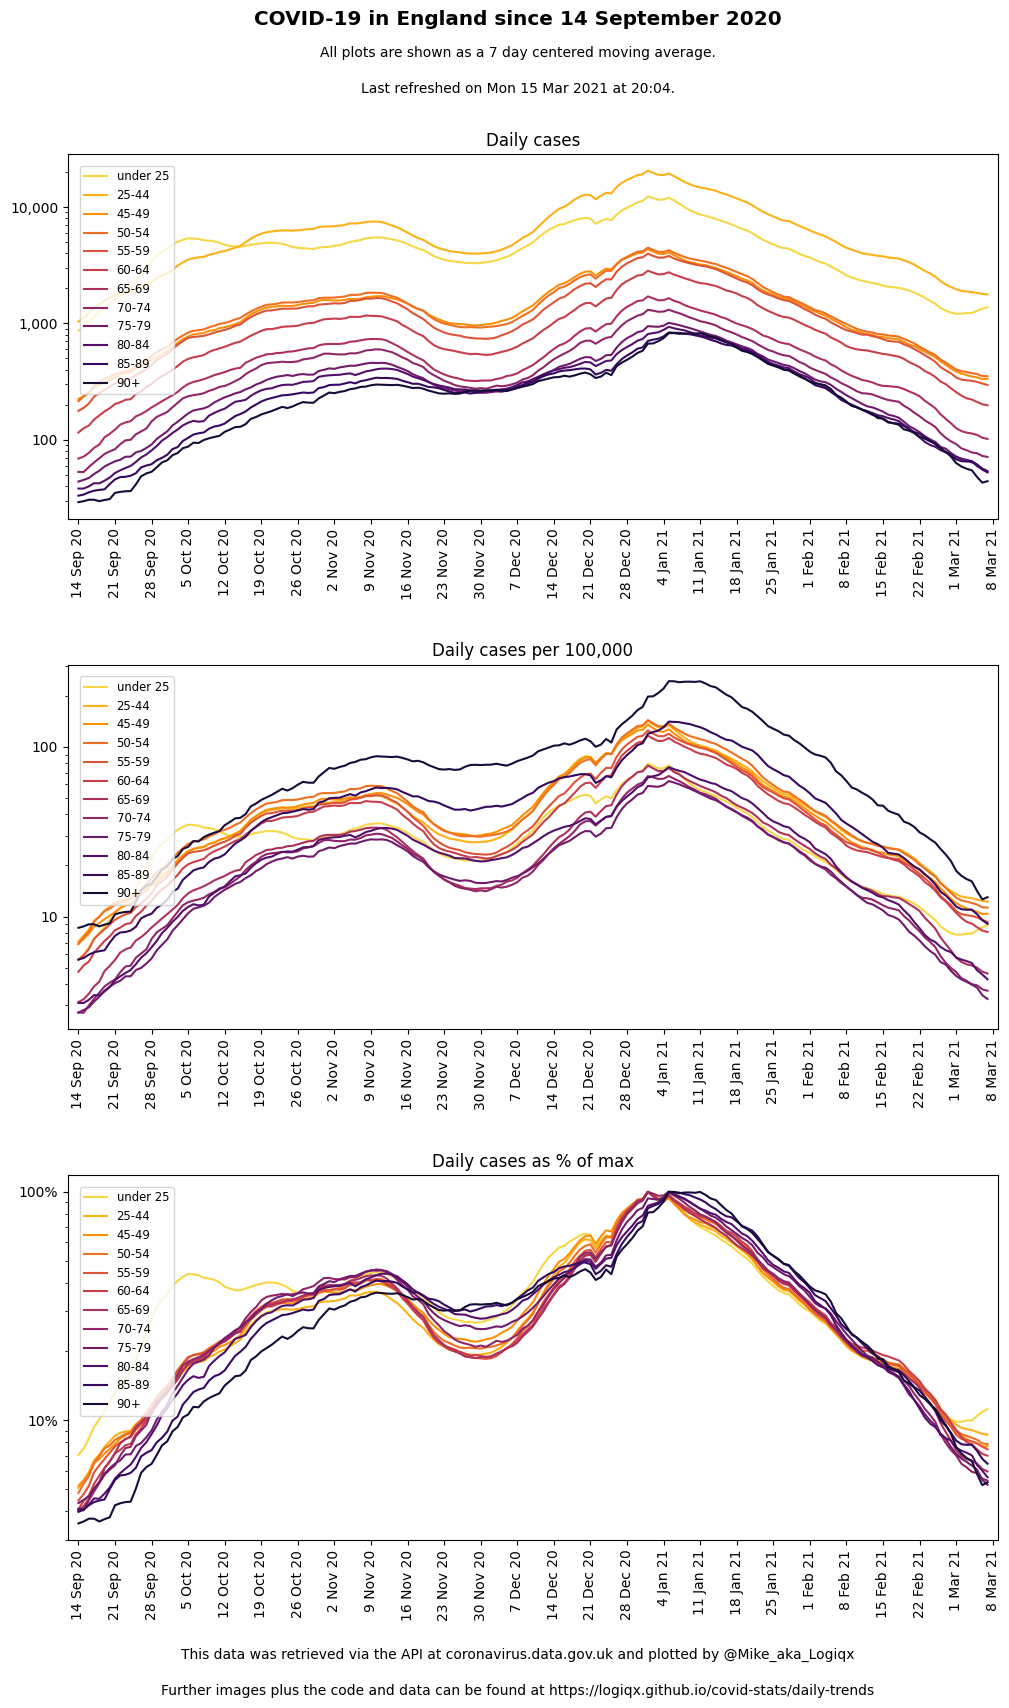 COVID-19 in England since 14 September 2020
All plots are shown as a 7 day centered moving average.
Last refreshed on Mon 15 Mar 2021 at 20:04.
Daily cases
10,000
1,000
100
under 25
25-44
45-49
50-54
55-59
60-64
65-69
70-74
75-79
80-84
85-89
90+
14 Sep 20
21 Sep 20
28 Sep 20
5 Oct 20
12 Oct 20
19 Oct 20
26 Oct 20
2 Nov 20
9 Nov 20
16 Nov 20
23 Nov 20
30 Nov 20
7 Dec 20
14 Dec 20
21 Dec 20
28 Dec 20
4 Jan 21
11 Jan 21
18 Jan 21
25 Jan 21
1 Feb 21
8 Feb 21
15 Feb 21
22 Feb 21
1 Mar 21
8 Mar 21
Daily cases per 100,000
100
10
under 25
25-44
45-49
50-54
55-59
60-64
65-69
70-74
75-79
80-84
85-89
90+
14 Sep 20
21 Sep 20
28 Sep 20
5 Oct 20
12 Oct 20
19 Oct 20
26 Oct 20
2 Nov 20
9 Nov 20
16 Nov 20
23 Nov 20
30 Nov 20
7 Dec 20
14 Dec 20
21 Dec 20
28 Dec 20
4 Jan 21
11 Jan 21
18 Jan 21
25 Jan 21
1 Feb 21
8 Feb 21
15 Feb 21
22 Feb 21
1 Mar 21
8 Mar 21
Daily cases as % of max
100%
10%
under 25
25-44
45-49
50-54
55-59
60-64
65-69
70-74
75-79
80-84
85-89
90+
14 Sep 20
21 Sep 20
28 Sep 20
5 Oct 20
12 Oct 20
19 Oct 20
26 Oct 20
2 Nov 20
9 Nov 20
16 Nov 20
23 Nov 20
30 Nov 20
7 Dec 20
14 Dec 20
21 Dec 20
28 Dec 20
4 Jan 21
11 Jan 21
18 Jan 21
25 Jan 21
1 Feb 21
8 Feb 21
15 Feb 21
22 Feb 21
1 Mar 21
8 Mar 21
This data was retrieved via the API at coronavirus.data.gov.uk and plotted by @Mike_aka_Logiqx
Further images plus the code and data can be found at https://logiqx.github.io/covid-stats/daily-trends